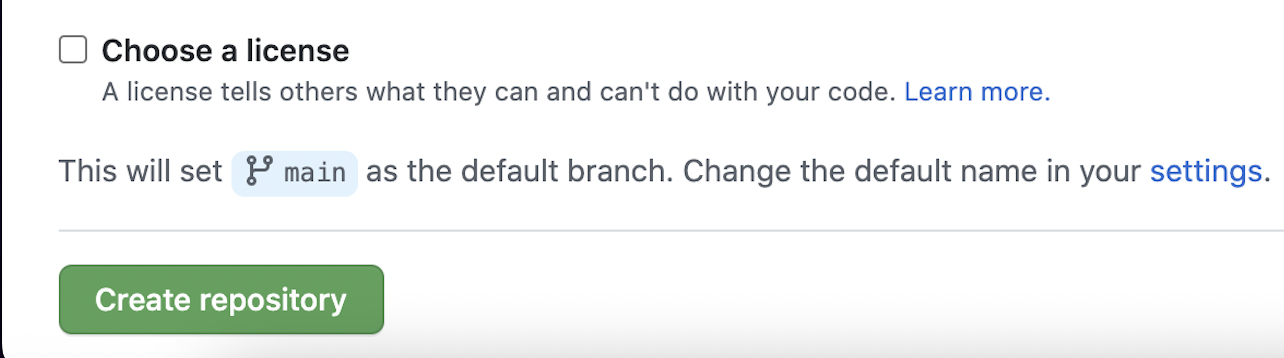 Choose a license
A license tells others what they can and can't do with your code. Learn more.
This will set main as the default branch. Change the default name in your settings.
Create repository